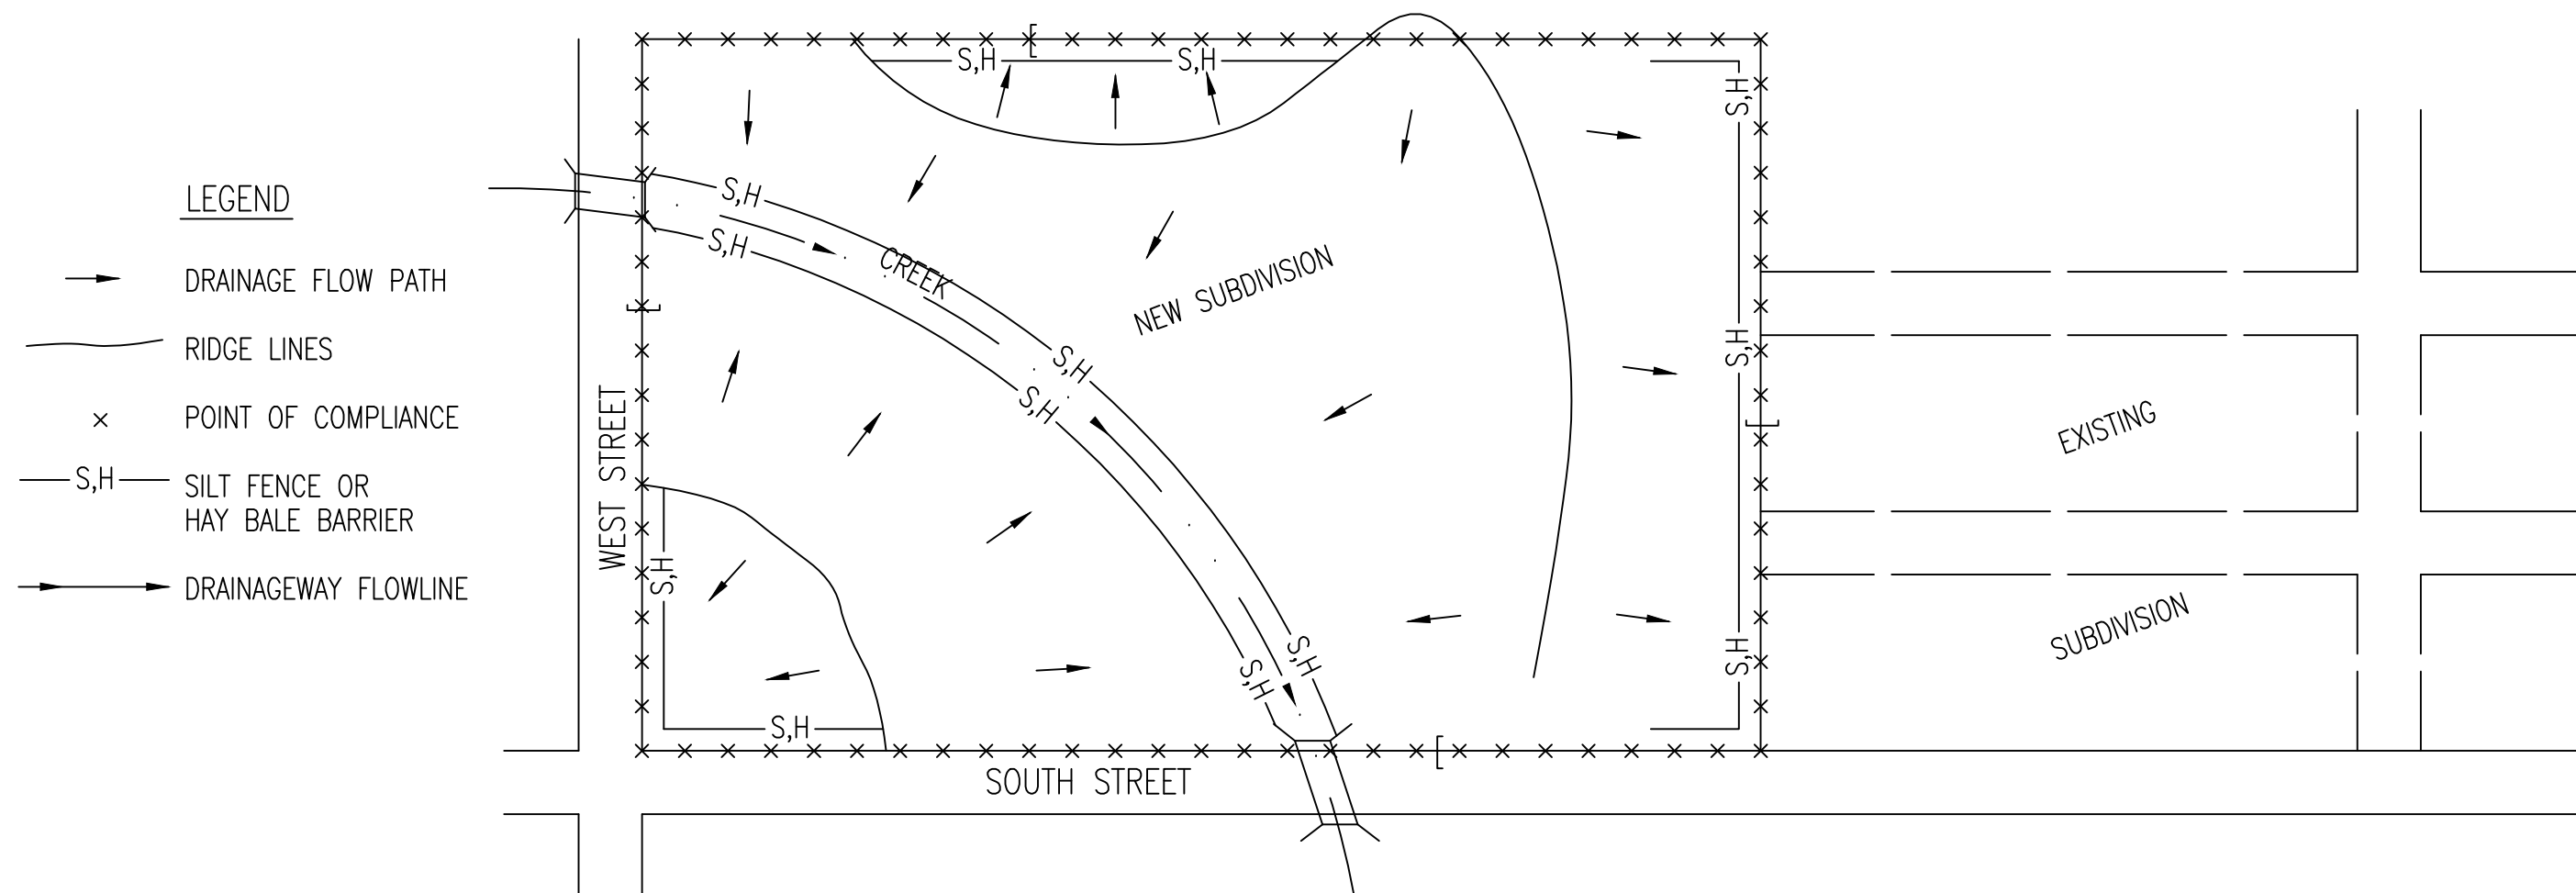 LEGEND
DRAINAGE FLOW PATH
RIDGE LINES
POINT OF COMPLIANCE
S,H
SILT FENCE OR
HAY BALE BARRIER
DRAINAGEWAY FLOWLINE
S,H
S,H
S,H
S,H
S,H
CREEK
NEW SUBDIVISION
S,H
S,H
S,H
WEST STREET
EXISTING
S,H
S,H
S,H
S,H
S,H
S,H
SUBDIVISION
SOUTH STREET